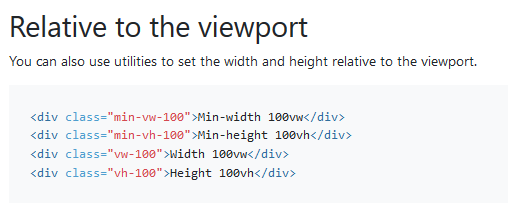 Relative to the viewport
You can also use utilities to set the width and height relative to the viewport.
<div class="min-vw-100">Min-width 100vw</div>
<div class="min-vh-100">Min-height 100vh</div>
<div class="vw-100">Width 100vw</div>
<div class="vh-100">Height 100vh</div>